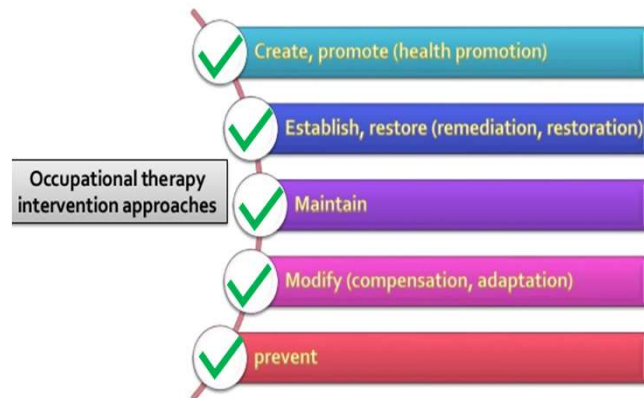 Create, promote (health promotion)
Establish, restore (remediation, restoration)
Occupational therapy
intervention approaches
Maintain
Modify (compensation, adaptation)
prevent